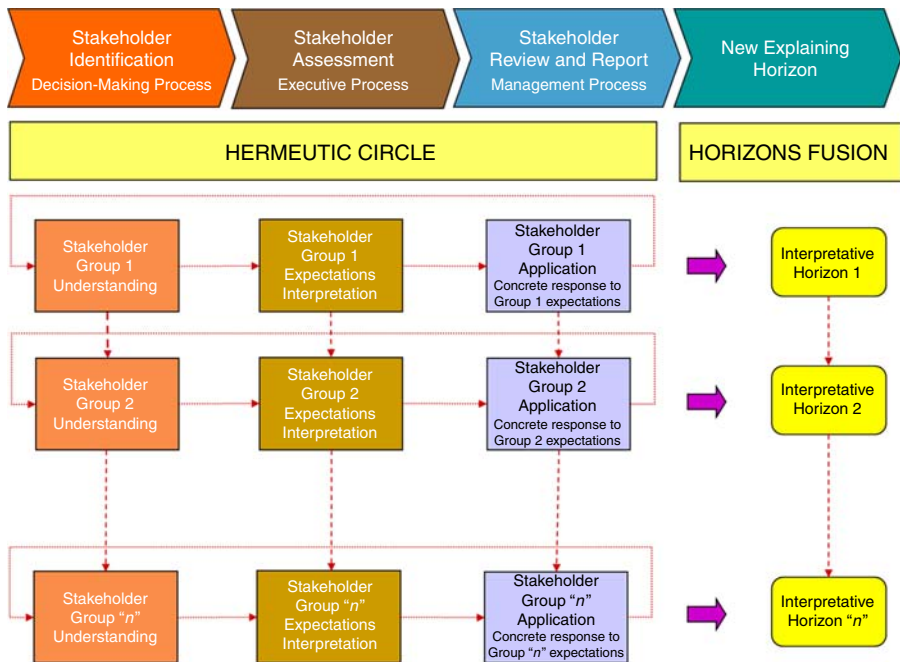 Stakeholder
Identification
Decision-Making Process
Stakeholder
Assessment
Executive Process
Stakeholder
Review and Report
Management Process
New Explaining
Horizon
HERMEUTIC CIRCLE
HORIZONS FUSION
Stakeholder
Group 1
Understanding
Stakeholder
Group 1
Expectations
Interpretation
Stakeholder
Group 1
Application
Concrete response to
Group 1 expectations
Interpretative
Horizon 1
Stakeholder
Group 2
Understanding
Stakeholder
Group 2
Expectations
Interpretation
Stakeholder
Group 2
Application
Concrete response to
Group 2 expectations
Interpretative
Horizon 2
Stakeholder
Group “n”
Understanding
Stakeholder
Group “n”
Expectations
Interpretation
Stakeholder
Group “n”
Application
Concrete response to
Group “n” expectations
Interpretative
Horizon “n”